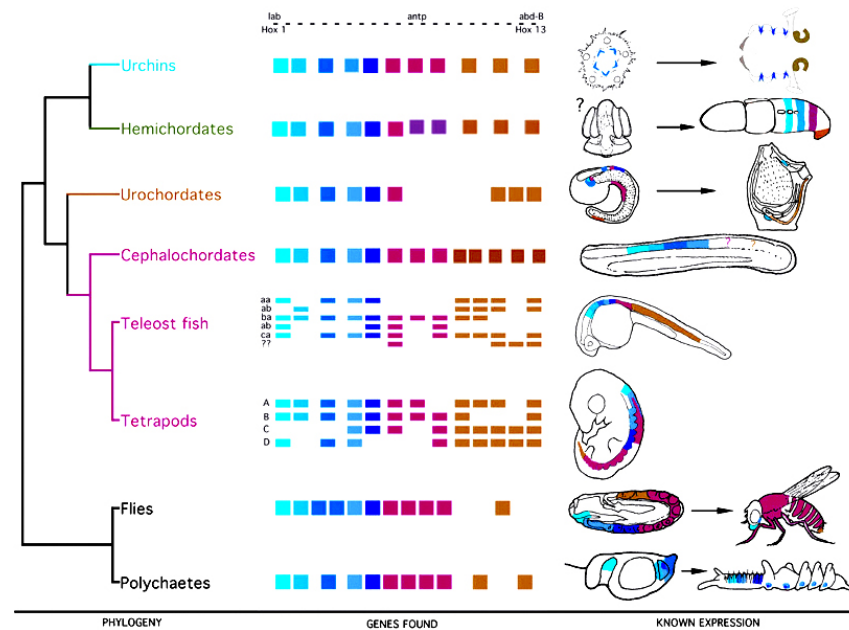 lab antp abd-B
Hox 1 Hox 13
Urchins
?
Hemichordates
Urochordates
Cephalochordates
? ?
aa
ab
Teleost fish
ba
ab
ca
??
A
B
Tetrapods
C
D
Flies
Polychaetes
PHYLOGENY GENES FOUND KNOWN EXPRESSION